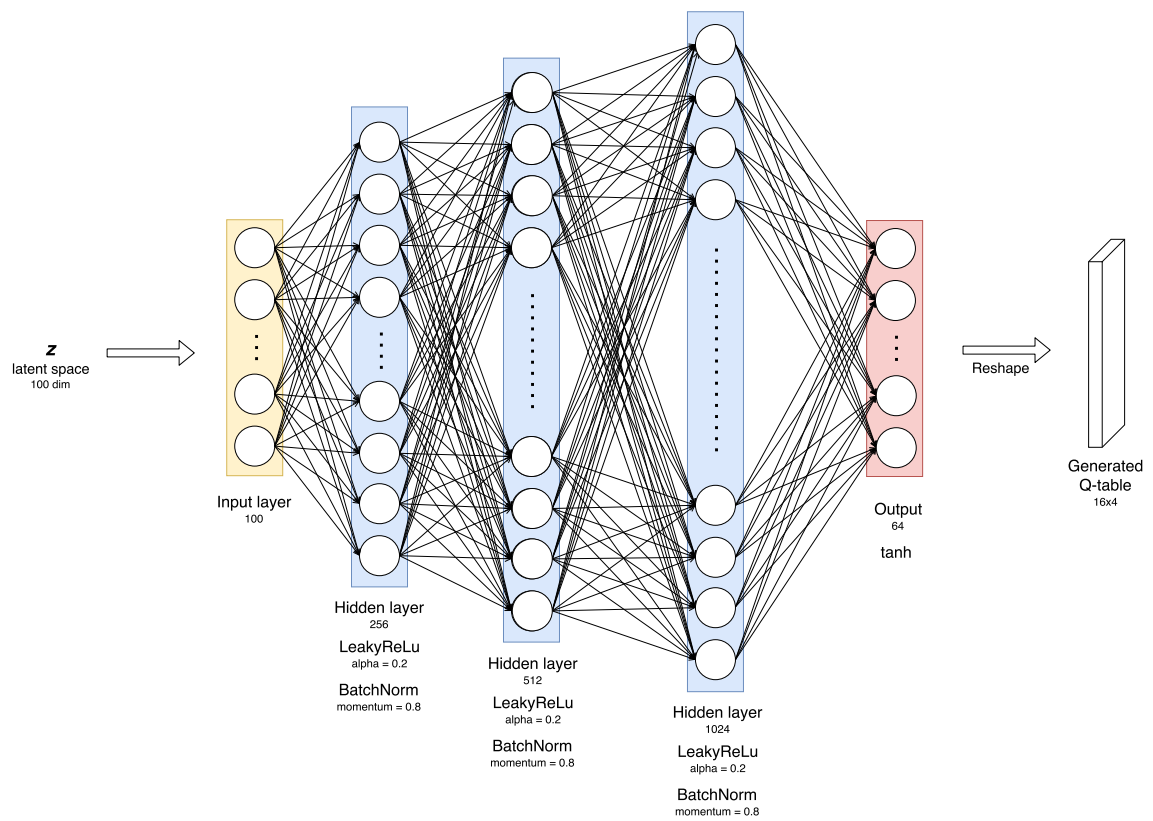 z
latent space
100 dim
Input layer
100
Hidden layer
256
LeakyReLu
alpha = 0.2
BatchNorm
momentum = 0.8
Hidden layer
512
LeakyReLu
alpha = 0.2
BatchNorm
momentum = 0.8
Hidden layer
1024
LeakyReLu
alpha = 0.2
BatchNorm
momentum = 0.8
Output
64
tanh
Reshape
Generated
Q-table
16x4